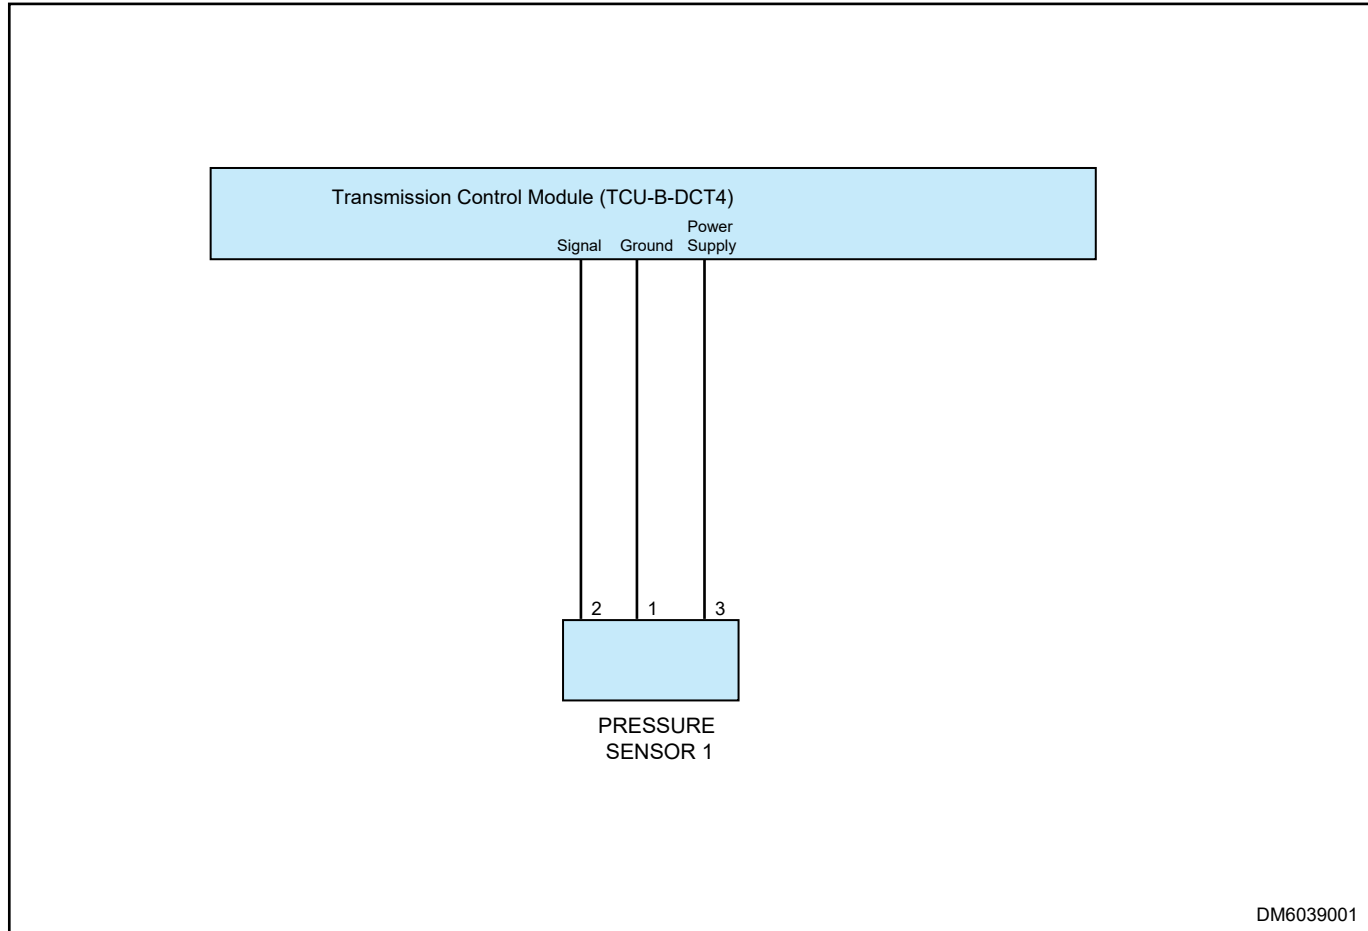 Transmission Control Module (TCU-B-DCT4)
Power
Signal Ground Supply
2 1 3
PRESSURE
SENSOR 1
DM6039001